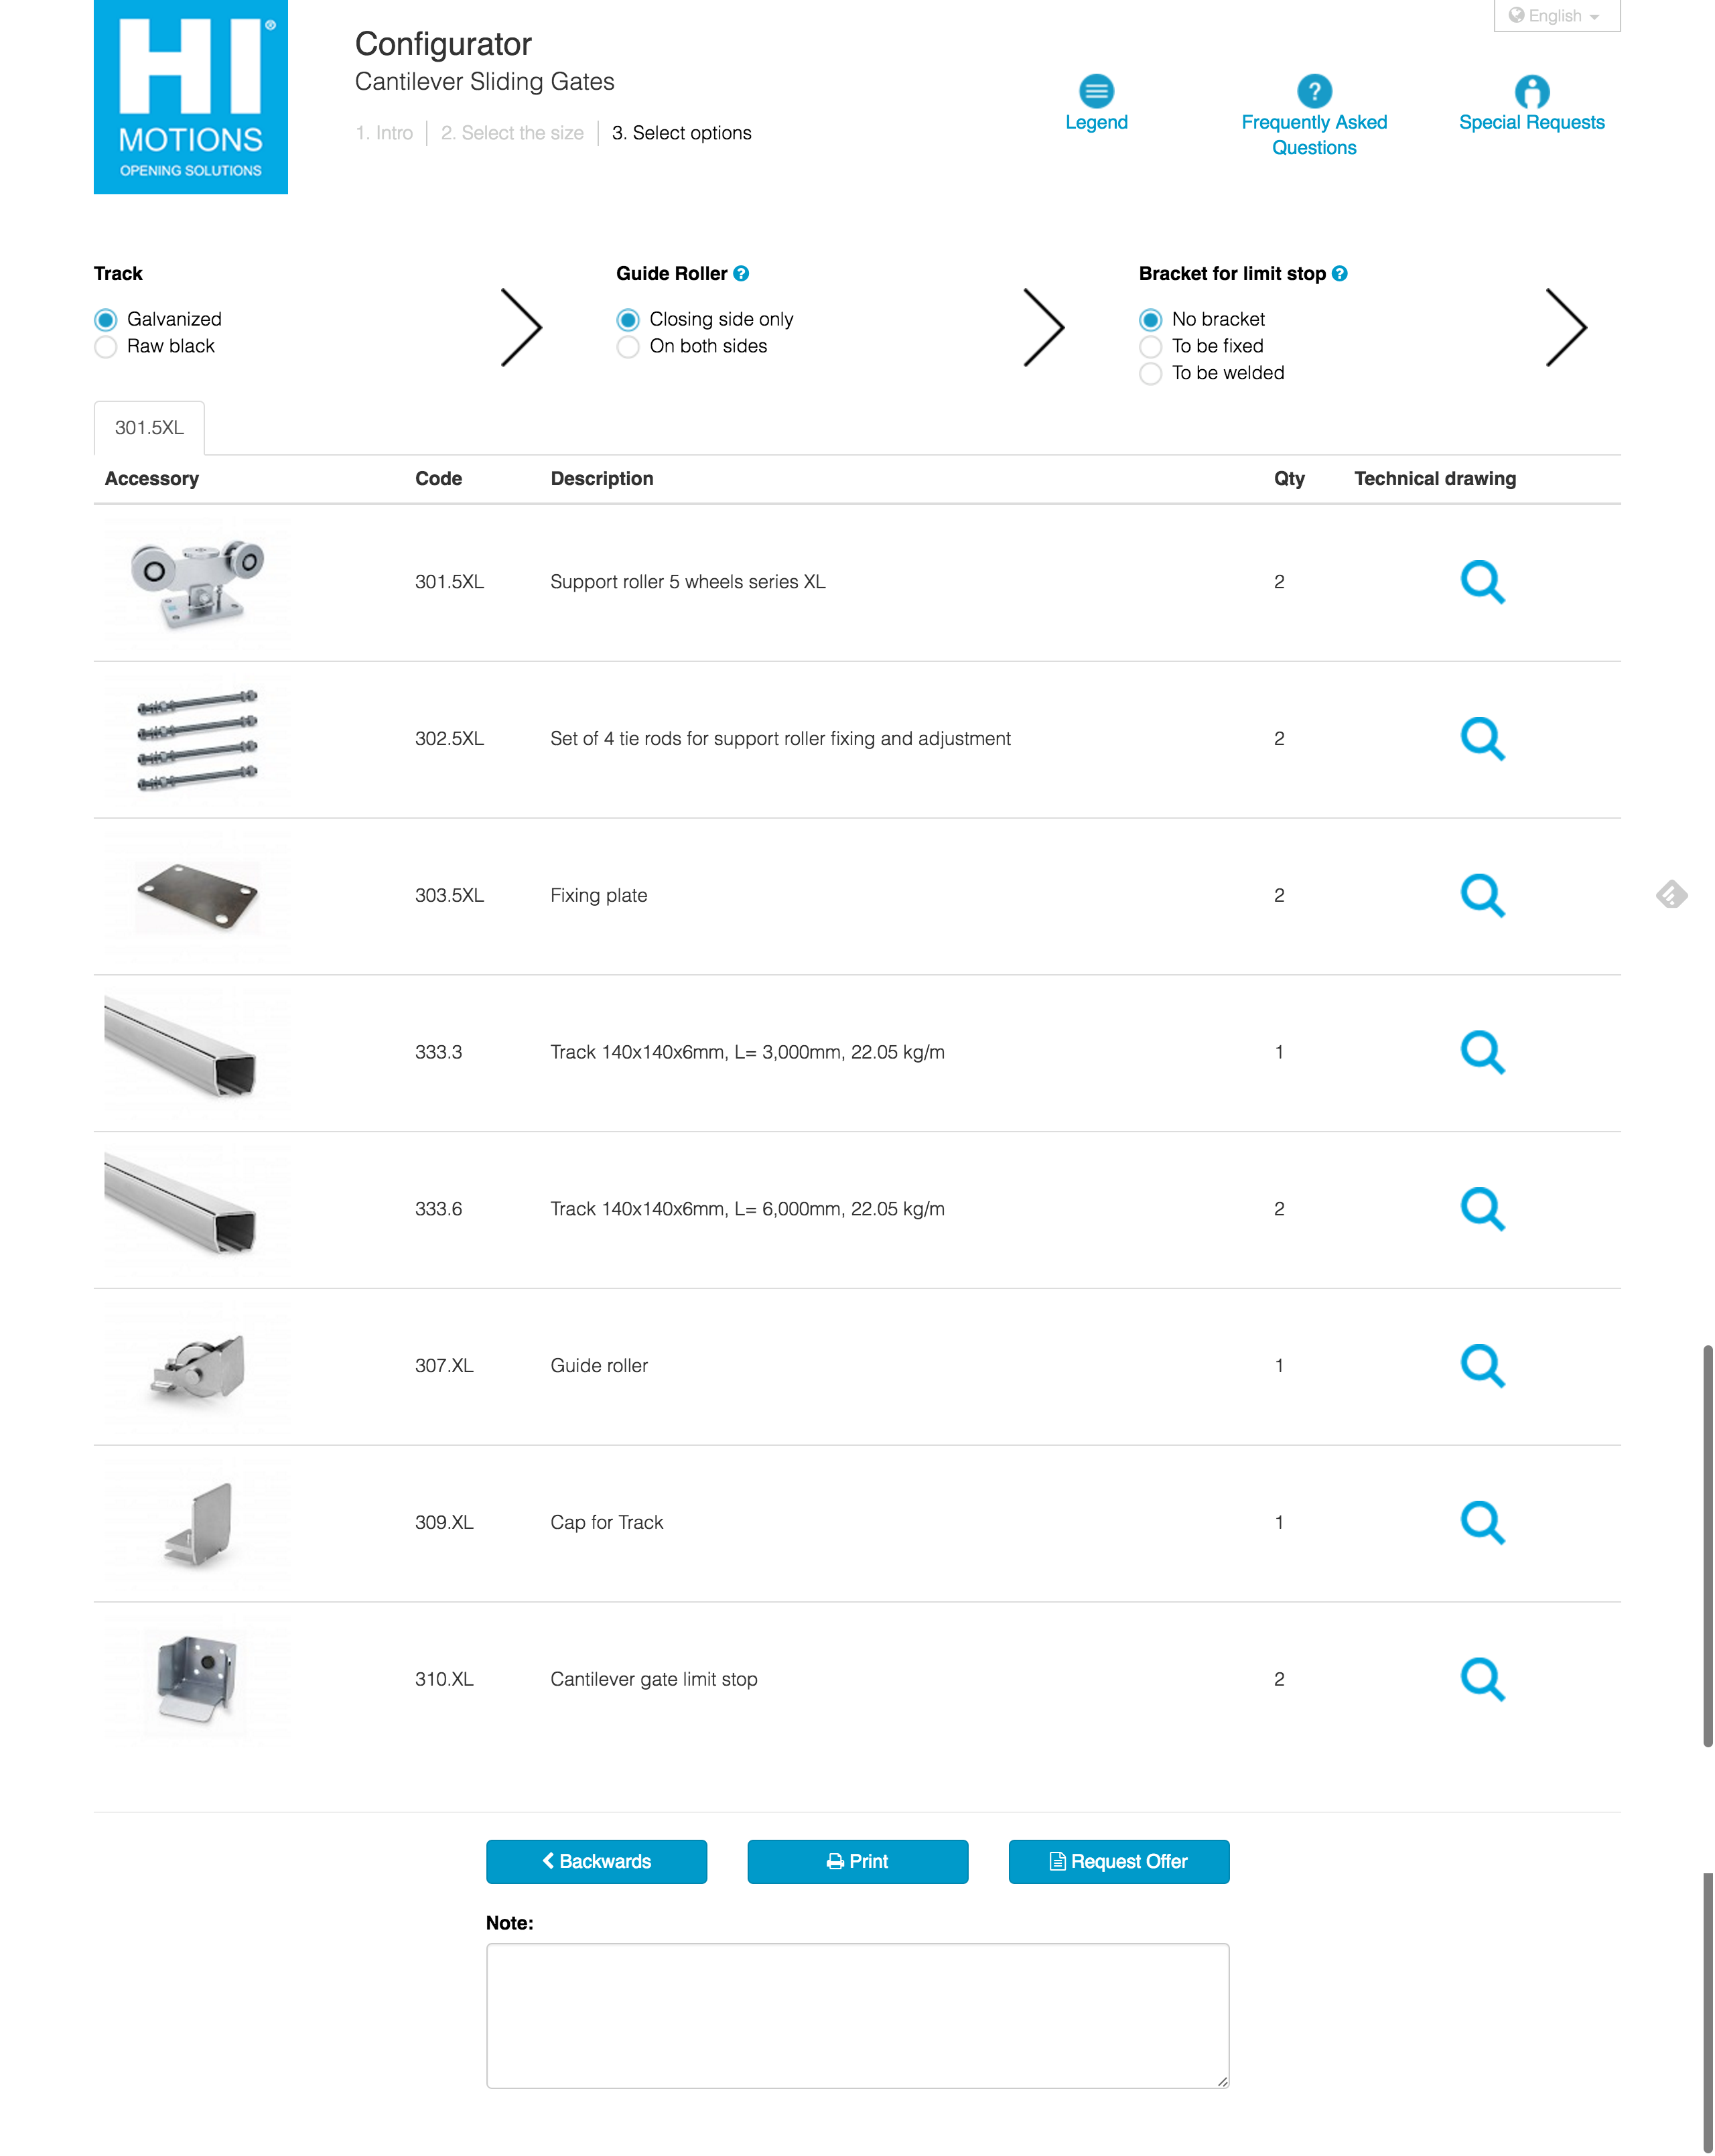 HI®
MOTIONS
OPENING SOLUTIONS
Configurator
Cantilever Sliding Gates
1. Intro
2. Select the size
3. Select options
English
Legend
Frequently Asked
Questions
Special Requests
Track
Galvanized
Raw black
Guide Roller ?
Closing side only
On both sides
Bracket for limit stop ?
No bracket
To be fixed
To be welded
301.5XL
Accessory Code Description Qty Technical drawing
301.5XL Support roller 5 wheels series XL 2
302.5XL Set of 4 tie rods for support roller fixing and adjustment 2
303.5XL Fixing plate 2
333.3 Track 140x140x6mm, L= 3,000mm, 22.05 kg/m 1
333.6 Track 140x140x6mm, L= 6,000mm, 22.05 kg/m 2
307.XL Guide roller 1
309.XL Cap for Track 1
310.XL Cantilever gate limit stop 2
Backwards
Print
Request Offer
Note: